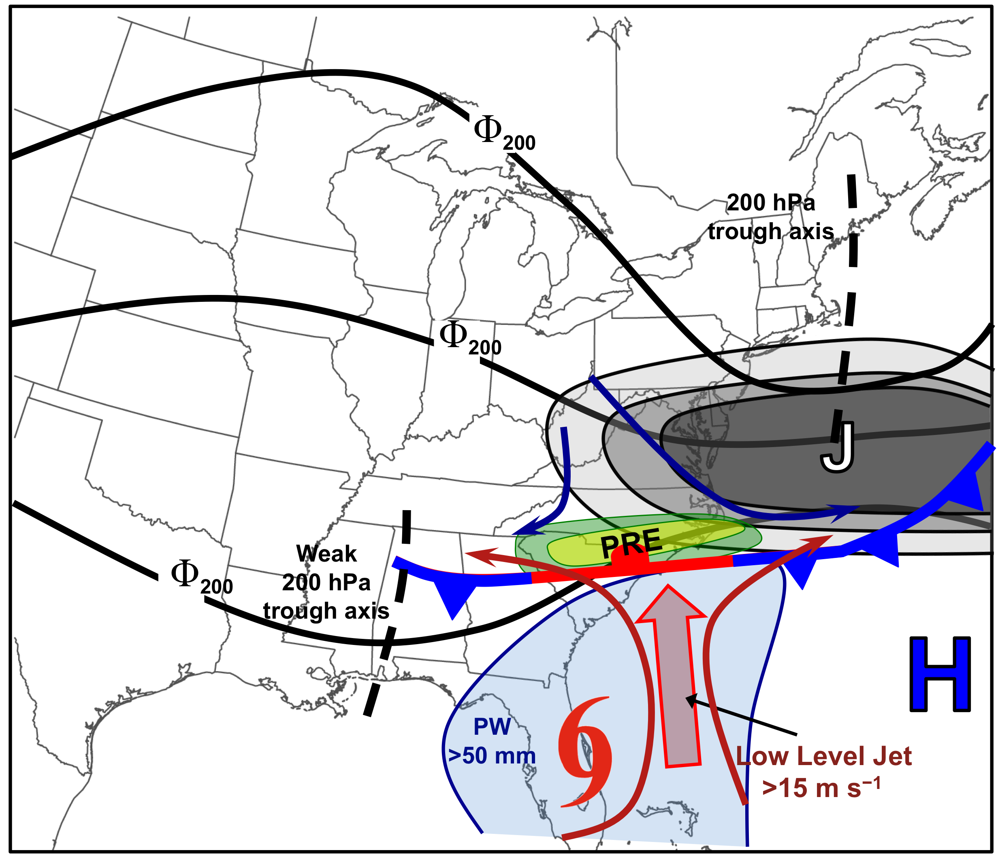 Φ200
200 hPa
trough axis
Φ200
J
PRE
Weak
200 hPa
trough axis
Φ200
H
PW
>50 mm
Low Level Jet
>15 m s−1